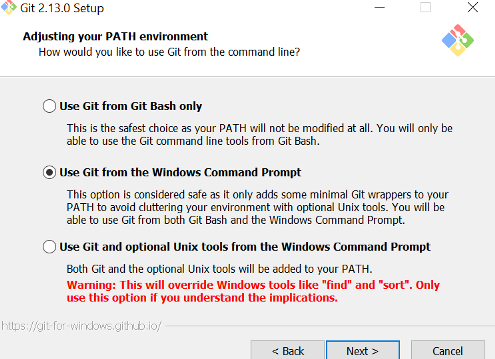 Git 2.13.0 Setup
Adjusting your PATH environment
How would you like to use Git from the command line?
Use Git from Git Bash only
This is the safest choice as your PATH will not be modified at all. You will only be
able to use the Git command line tools from Git Bash.
Use Git from the Windows Command Prompt
This option is considered safe as it only adds some minimal Git wrappers to your
PATH to avoid cluttering your environment with optional Unix tools. You will be
able to use Git from both Git Bash and the Windows Command Prompt.
Use Git and optional Unix tools from the Windows Command Prompt
Both Git and the optional Unix tools will be added to your PATH.
Warning: This will override Windows tools like "find" and "sort". Only
use this option if you understand the implications.
https://git-for-windows.github.io/
< Back Next > Cancel